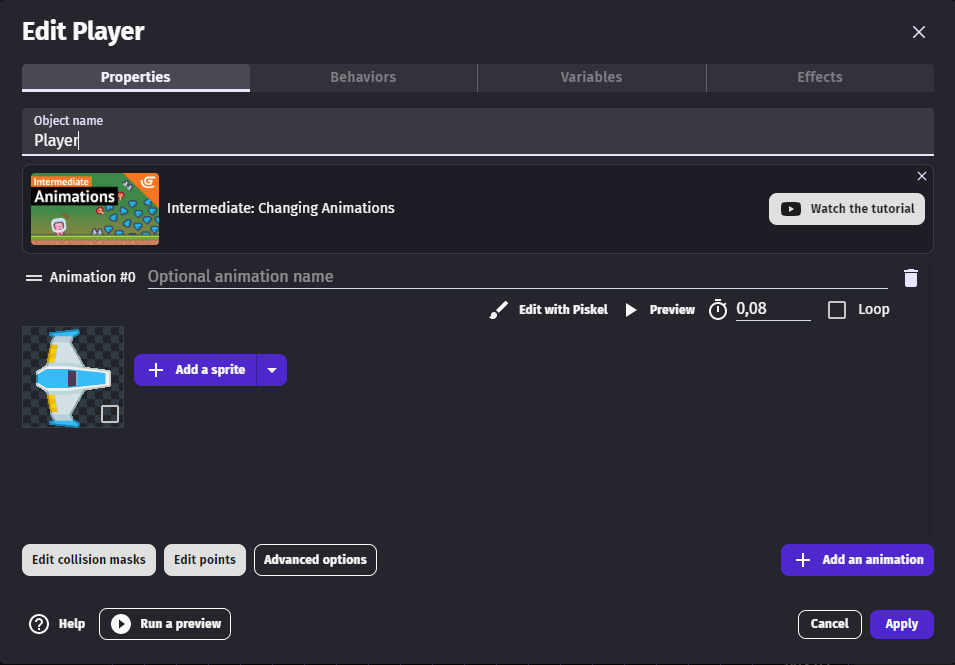 Edit Player
Properties
Behaviors
Variables
Effects
Object name
Player
Intermediate
Animations
Intermediate: Changing Animations
Watch the tutorial
Animation #0
Optional animation name
Edit with Piskel
Preview
0,08
Loop
Add a sprite
Edit collision masks
Edit points
Advanced options
Add an animation
Help
Run a preview
Cancel
Apply